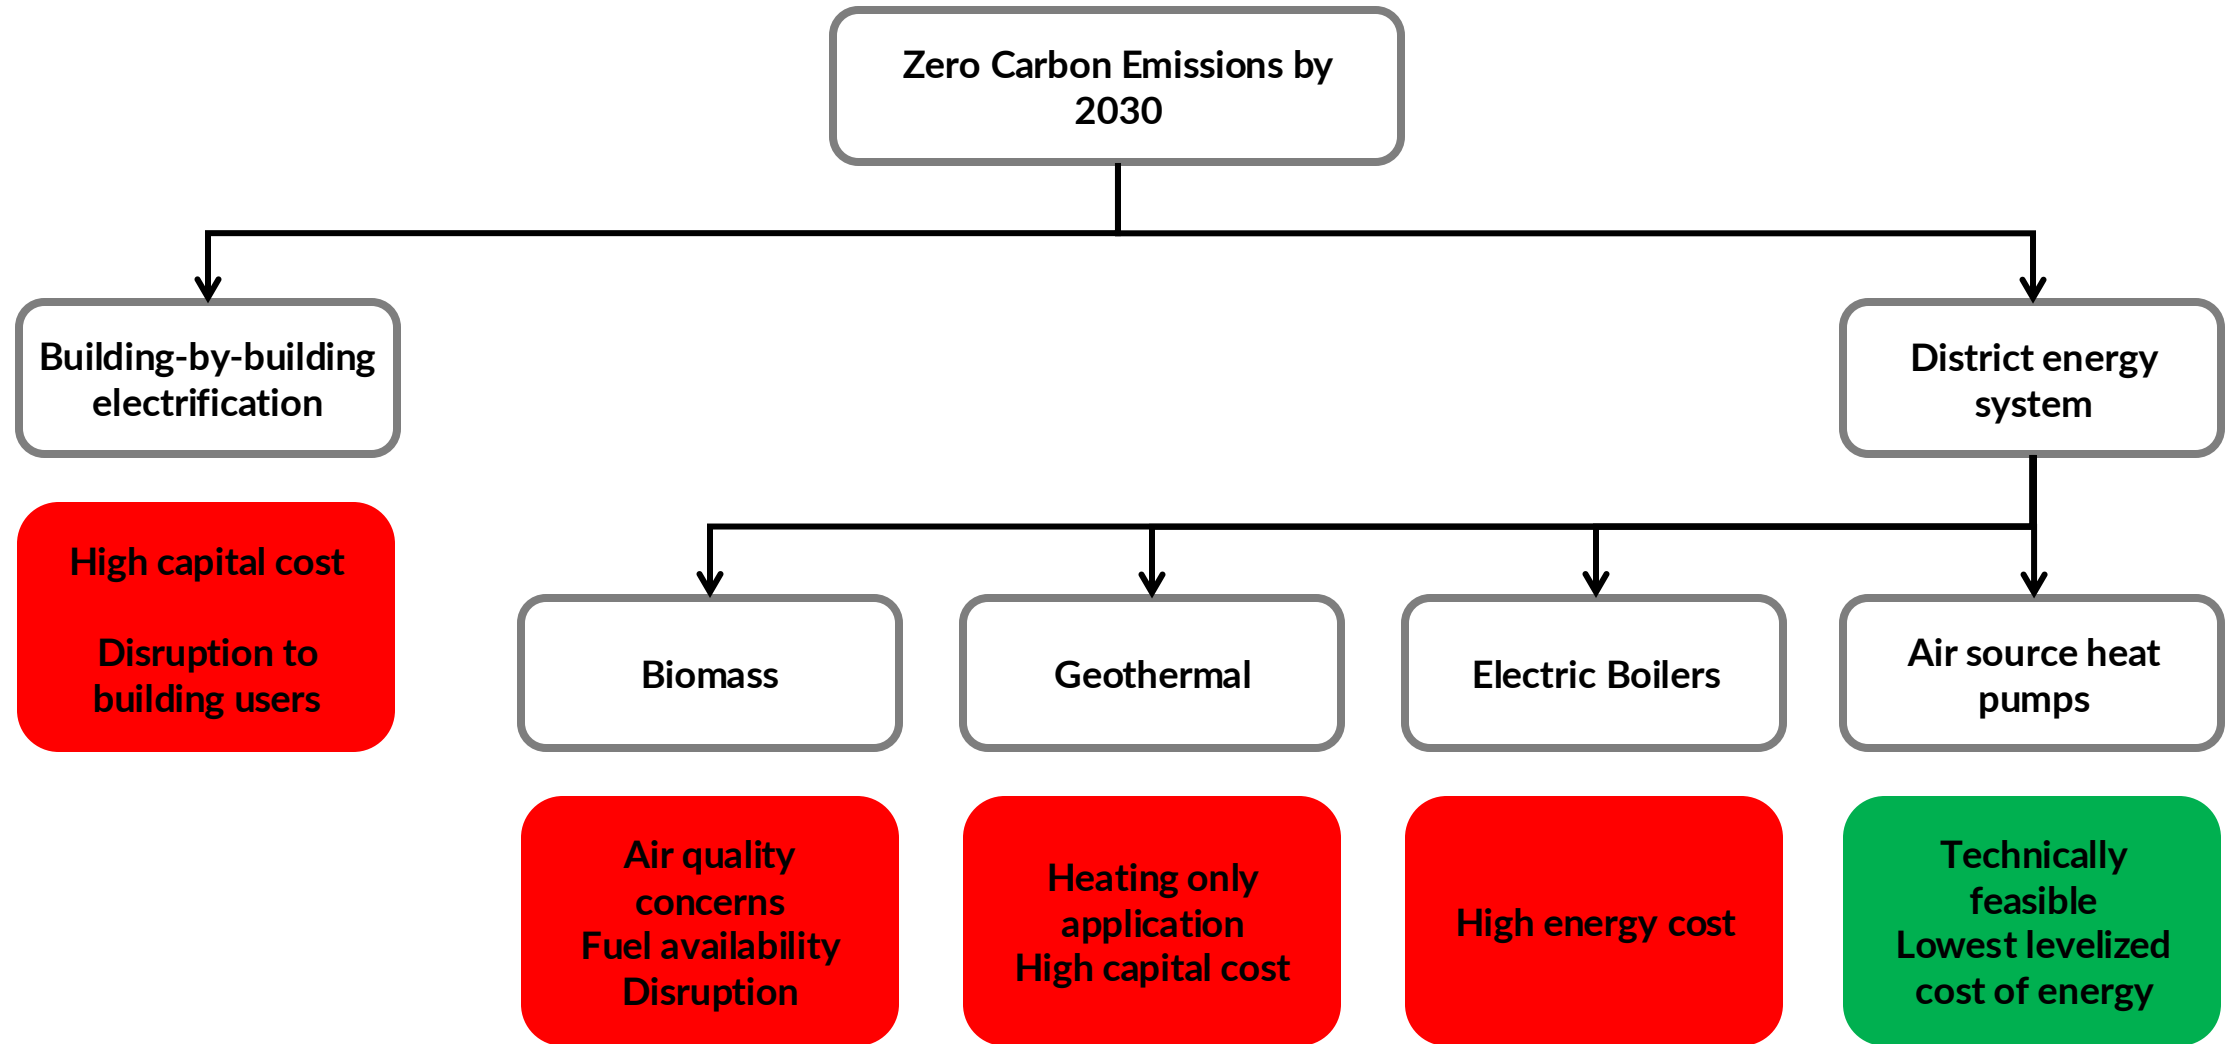 Zero Carbon Emissions by
2030
Building-by-building
electrification
District energy
system
High capital cost
Disruption to
building users
Biomass
Geothermal
Electric Boilers
Air source heat
pumps
Air quality
concerns
Fuel availability
Disruption
Heating only
application
High capital cost
High energy cost
Technically
feasible
Lowest levelized
cost of energy